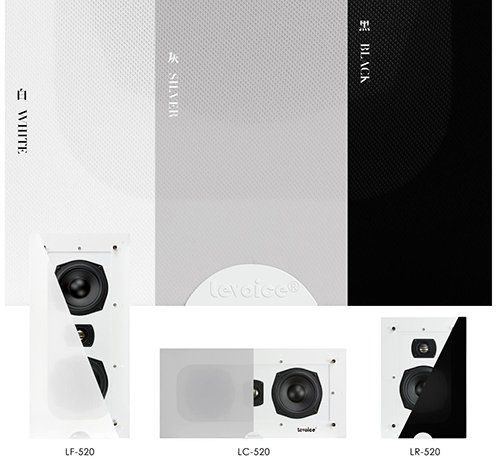 白 WHITE
灰 SILVER
黑 BLACK
Levoice®
Levoice
LF-520
LC-520
LR-520